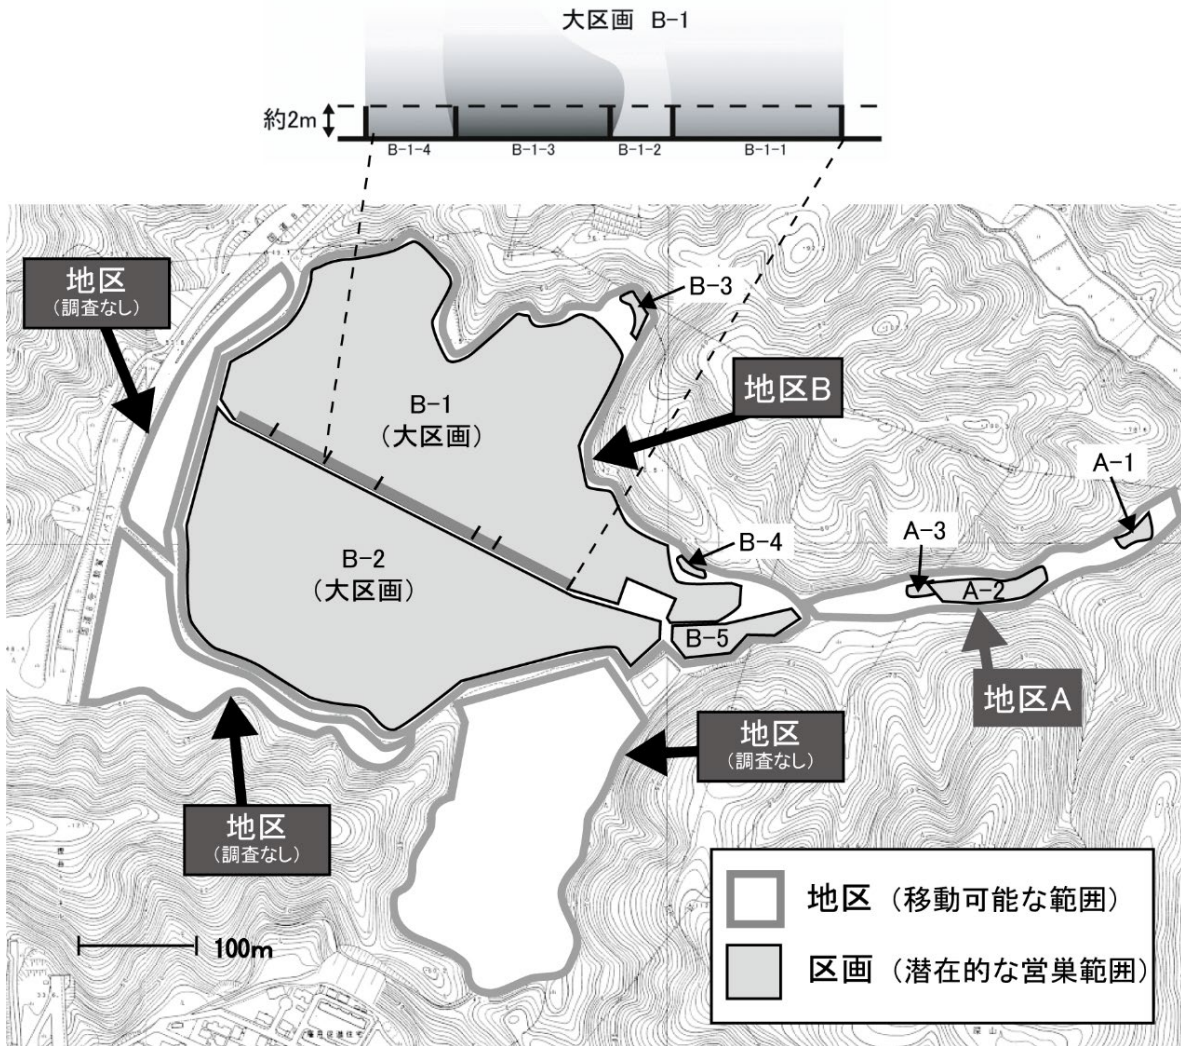 大区画 B-1
約2m
B-1-4
B-1-3
B-1-2
B-1-1
地区
(調査なし)
B-3
B-1
(大区画)
地区B
A-1
B-4
A-3
B-2
(大区画)
A-2
B-5
地区A
地区
(調査なし)
地区
(調査なし)
100m
地区 (移動可能な範囲)
区画 (潜在的な営巣範囲)